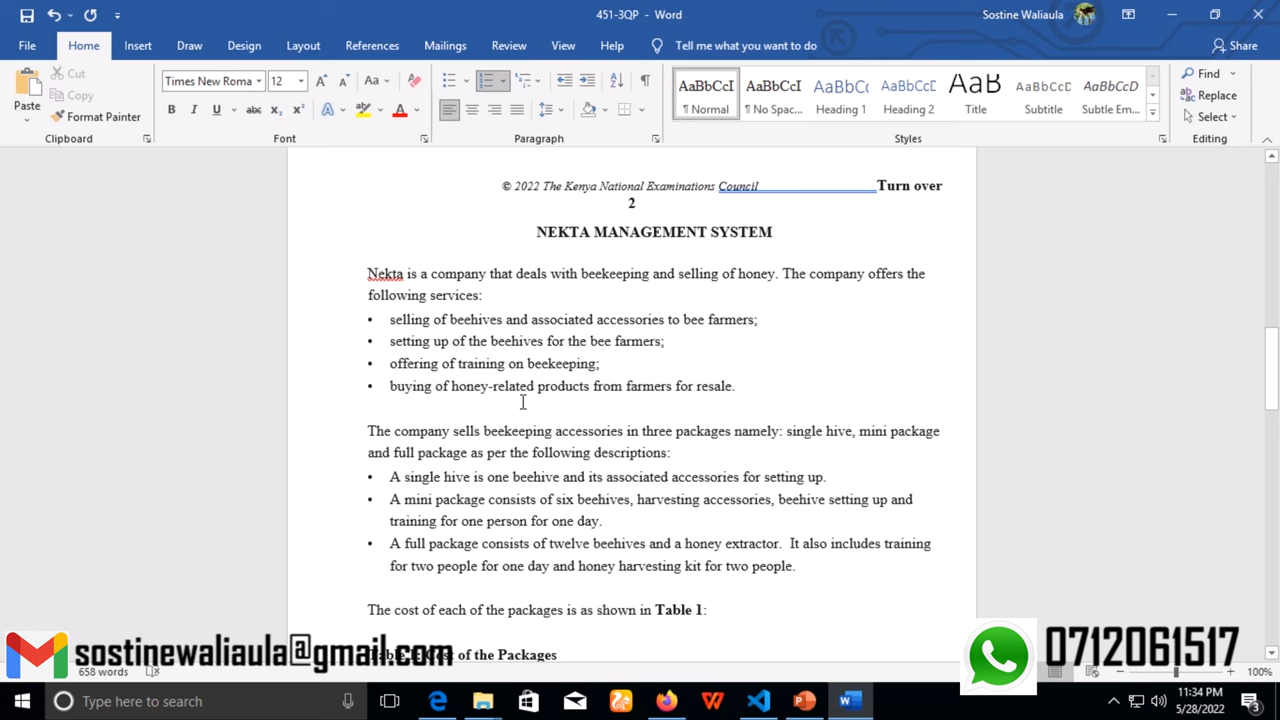 451-3QP - Word
Sostine Waliaula
File Home Insert Draw Design Layout References Mailings Review View Help Tell me what you want to do Share
Paste
Cut
Copy
Format Painter
Clipboard
Times New Roma 12
Font
Paragraph
AaBbCcI AaBbCcI AaBbCc AaBbCcD AaB AaBbCcD AaBbCcD
¶ Normal ¶ No Spac... Heading 1 Heading 2 Title Subtitle Subtle Em...
Styles
Find
Replace
Select
Editing
© 2022 The Kenya National Examinations Council Turn over
2
NEKTA MANAGEMENT SYSTEM
Nekta is a company that deals with beekeeping and selling of honey. The company offers the
following services:
• selling of beehives and associated accessories to bee farmers;
• setting up of the beehives for the bee farmers;
• offering of training on beekeeping;
• buying of honey-related products from farmers for resale.
The company sells beekeeping accessories in three packages namely: single hive, mini package
and full package as per the following descriptions:
• A single hive is one beehive and its associated accessories for setting up.
• A mini package consists of six beehives, harvesting accessories, beehive setting up and
training for one person for one day.
• A full package consists of twelve beehives and a honey extractor. It also includes training
for two people for one day and honey harvesting kit for two people.
The cost of each of the packages is as shown in Table 1:
Table 1: Cost of the Packages
sostinewaliaula@gmail.com
0712061517
658 words
100%
Type here to search
11:34 PM
5/28/2022
3